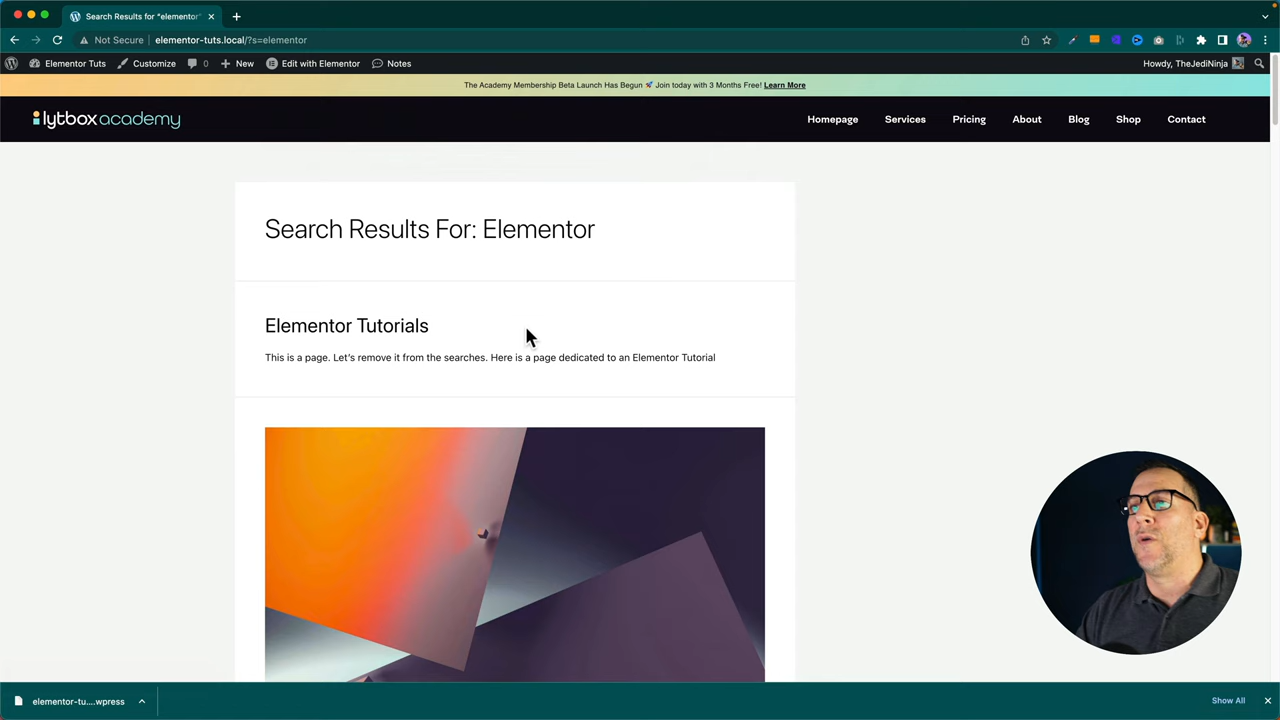 Search Results for "elementor"
Not Secure elementor-tuts.local/?s=elementor
Elementor Tuts Customize 0 New Edit with Elementor Notes Howdy, TheJediNinja
The Academy Membership Beta Launch Has Begun 🚀 Join today with 3 Months Free! Learn More
lytbox academy Homepage Services Pricing About Blog Shop Contact
Search Results For: Elementor
Elementor Tutorials
This is a page. Let's remove it from the searches. Here is a page dedicated to an Elementor Tutorial
elementor-tu....wpress Show All